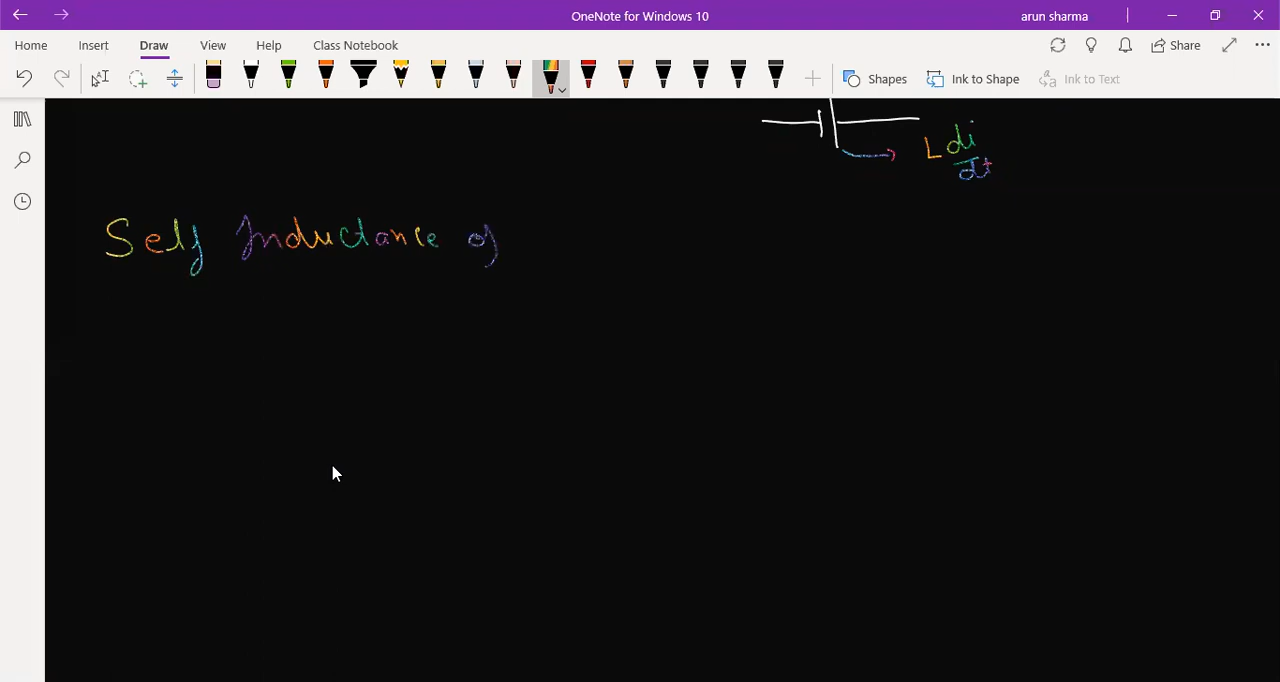 OneNote for Windows 10
arun sharma
Home Insert Draw View Help Class Notebook
Share
Shapes Ink to Shape Ink to Text
L di
dt
Self Inductance of